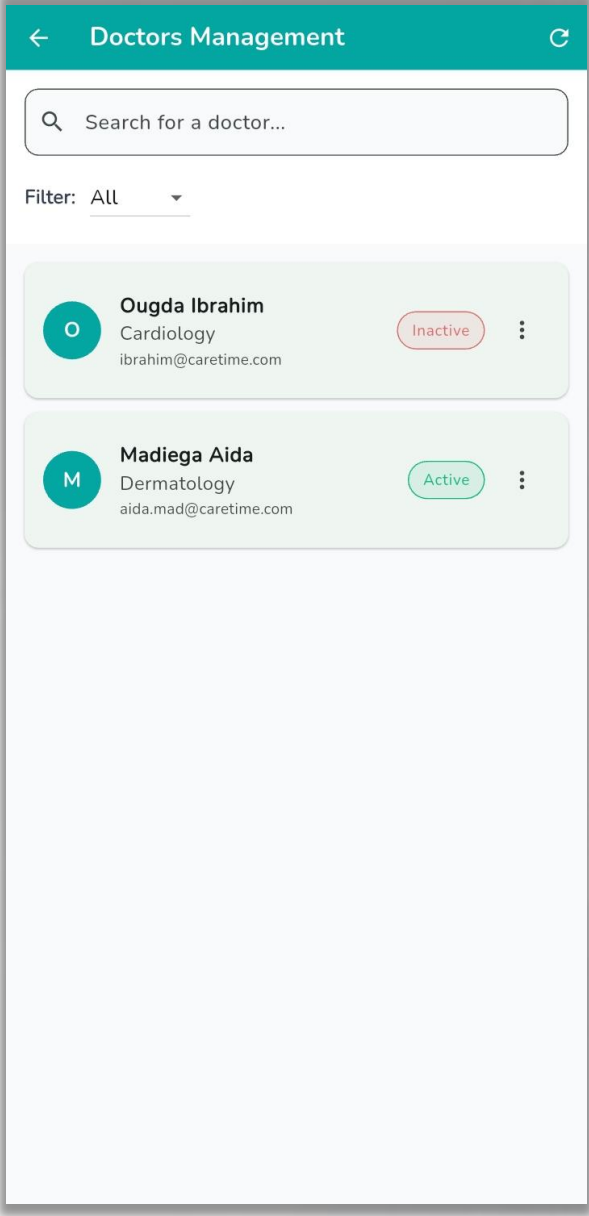 Doctors Management
Search for a doctor...
Filter: All
O
Ougda Ibrahim
Cardiology
ibrahim@caretime.com
Inactive
M
Madiega Aida
Dermatology
aida.mad@caretime.com
Active